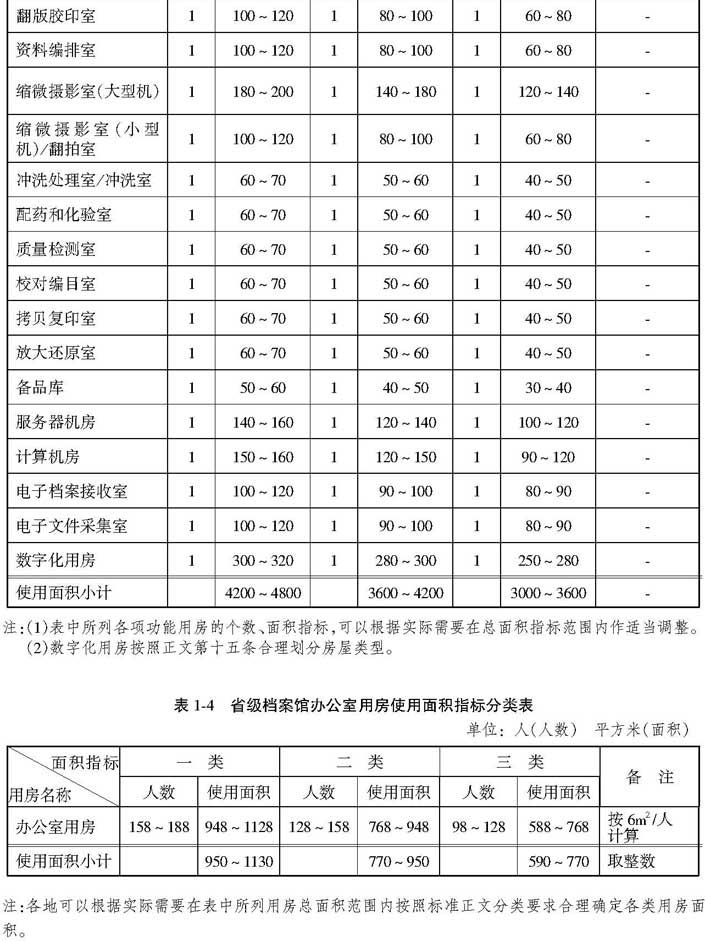 翻版胶印室 1 100~120 1 80~100 1 60~80 -
资料编排室 1 100~120 1 80~100 1 60~80 -
缩微摄影室(大型机) 1 180~200 1 140~180 1 120~140 -
缩微摄影室(小型
机)/翻拍室 1 100~120 1 80~100 1 60~80 -
冲洗处理室/冲洗室 1 60~70 1 50~60 1 40~50 -
配药和化验室 1 60~70 1 50~60 1 40~50 -
质量检测室 1 60~70 1 50~60 1 40~50 -
校对编目室 1 60~70 1 50~60 1 40~50 -
拷贝复印室 1 60~70 1 50~60 1 40~50 -
放大还原室 1 60~70 1 50~60 1 40~50 -
备品库 1 50~60 1 40~50 1 30~40 -
服务器机房 1 140~160 1 120~140 1 100~120 -
计算机房 1 150~160 1 120~150 1 90~120 -
电子档案接收室 1 100~120 1 90~100 1 80~90 -
电子文件采集室 1 100~120 1 90~100 1 80~90 -
数字化用房 1 300~320 1 280~300 1 250~280 -
使用面积小计 4200~4800 3600~4200 3000~3600 -
注:(1)表中所列各项功能用房的个数、面积指标,可以根据实际需要在总面积指标范围内作适当调整。
(2)数字化用房按照正文第十五条合理划分房屋类型。
表 1-4 省级档案馆办公室用房使用面积指标分类表
单位: 人(人数) 平方米(面积)
面积指标 一 类 二 类 三 类 备 注
用房名称 人数 使用面积 人数 使用面积 人数 使用面积
办公室用房 158~188 948~1128 128~158 768~948 98~128 588~768 按 6m²/人
计算
使用面积小计 950~1130 770~950 590~770 取整数
注:各地可以根据实际需要在表中所列用房总面积范围内按照标准正文分类要求合理确定各类用房面
积。